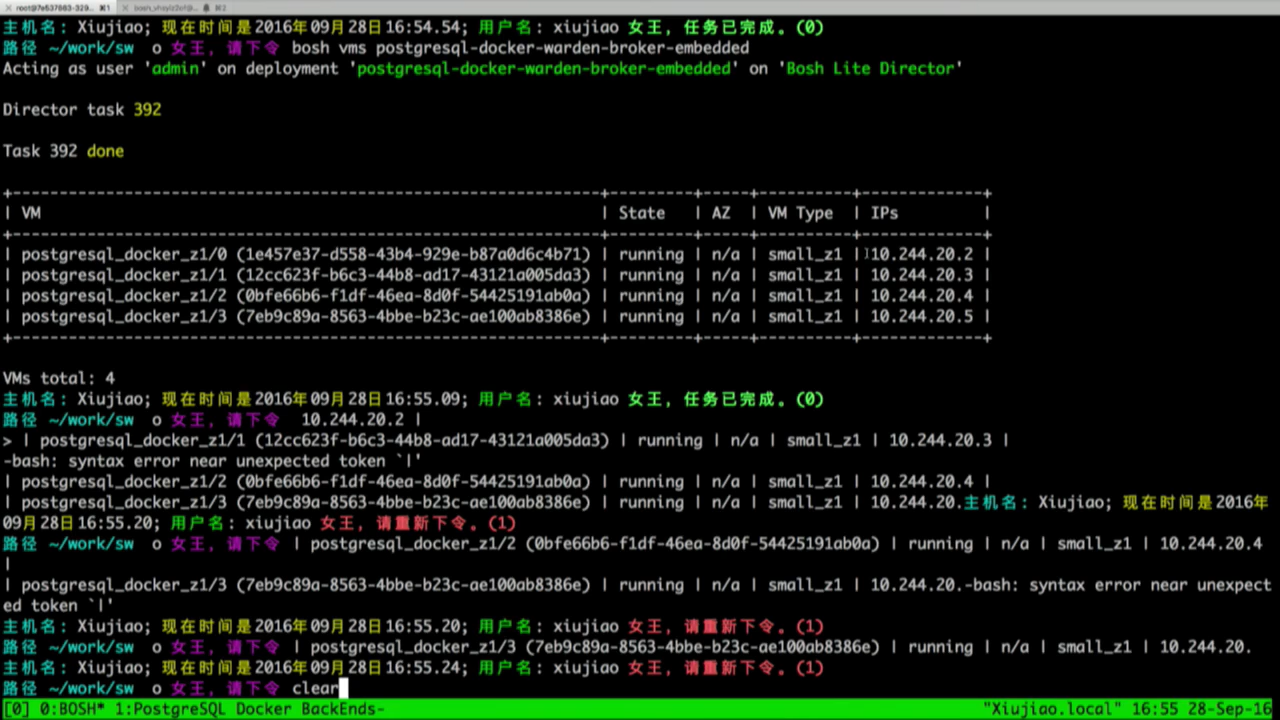 root@7e537663-329... ⌘1 bosh_vhsyiz2of@... ⌘2
主机名: Xiujiao; 现在时间是2016年09月28日16:54.54; 用户名: xiujiao 女王, 任务已完成。(0)
路径 ~/work/sw o 女王, 请下令 bosh vms postgresql-docker-warden-broker-embedded
Acting as user 'admin' on deployment 'postgresql-docker-warden-broker-embedded' on 'Bosh Lite Director'
Director task 392
Task 392 done
+----------------------------------------------------------------+---------+-----+----------+-------------+
| VM | State | AZ | VM Type | IPs |
+----------------------------------------------------------------+---------+-----+----------+-------------+
| postgresql_docker_z1/0 (1e457e37-d558-43b4-929e-b87a0d6c4b71) | running | n/a | small_z1 | 10.244.20.2 |
| postgresql_docker_z1/1 (12cc623f-b6c3-44b8-ad17-43121a005da3) | running | n/a | small_z1 | 10.244.20.3 |
| postgresql_docker_z1/2 (0bfe66b6-f1df-46ea-8d0f-54425191ab0a) | running | n/a | small_z1 | 10.244.20.4 |
| postgresql_docker_z1/3 (7eb9c89a-8563-4bbe-b23c-ae100ab8386e) | running | n/a | small_z1 | 10.244.20.5 |
+----------------------------------------------------------------+---------+-----+----------+-------------+
VMs total: 4
主机名: Xiujiao; 现在时间是2016年09月28日16:55.09; 用户名: xiujiao 女王, 任务已完成。(0)
路径 ~/work/sw o 女王, 请下令 10.244.20.2 |
> | postgresql_docker_z1/1 (12cc623f-b6c3-44b8-ad17-43121a005da3) | running | n/a | small_z1 | 10.244.20.3 |
-bash: syntax error near unexpected token `|'
| postgresql_docker_z1/2 (0bfe66b6-f1df-46ea-8d0f-54425191ab0a) | running | n/a | small_z1 | 10.244.20.4 |
| postgresql_docker_z1/3 (7eb9c89a-8563-4bbe-b23c-ae100ab8386e) | running | n/a | small_z1 | 10.244.20.主机名: Xiujiao; 现在时间是2016年
09月28日16:55.20; 用户名: xiujiao 女王, 请重新下令。(1)
路径 ~/work/sw o 女王, 请下令 | postgresql_docker_z1/2 (0bfe66b6-f1df-46ea-8d0f-54425191ab0a) | running | n/a | small_z1 | 10.244.20.4
|
| postgresql_docker_z1/3 (7eb9c89a-8563-4bbe-b23c-ae100ab8386e) | running | n/a | small_z1 | 10.244.20.-bash: syntax error near unexpect
ed token `|'
主机名: Xiujiao; 现在时间是2016年09月28日16:55.20; 用户名: xiujiao 女王, 请重新下令。(1)
路径 ~/work/sw o 女王, 请下令 | postgresql_docker_z1/3 (7eb9c89a-8563-4bbe-b23c-ae100ab8386e) | running | n/a | small_z1 | 10.244.20.
主机名: Xiujiao; 现在时间是2016年09月28日16:55.24; 用户名: xiujiao 女王, 请重新下令。(1)
路径 ~/work/sw o 女王, 请下令 clear
[0] 0:BOSH* 1:PostgreSQL Docker BackEnds- "Xiujiao.local" 16:55 28-Sep-16